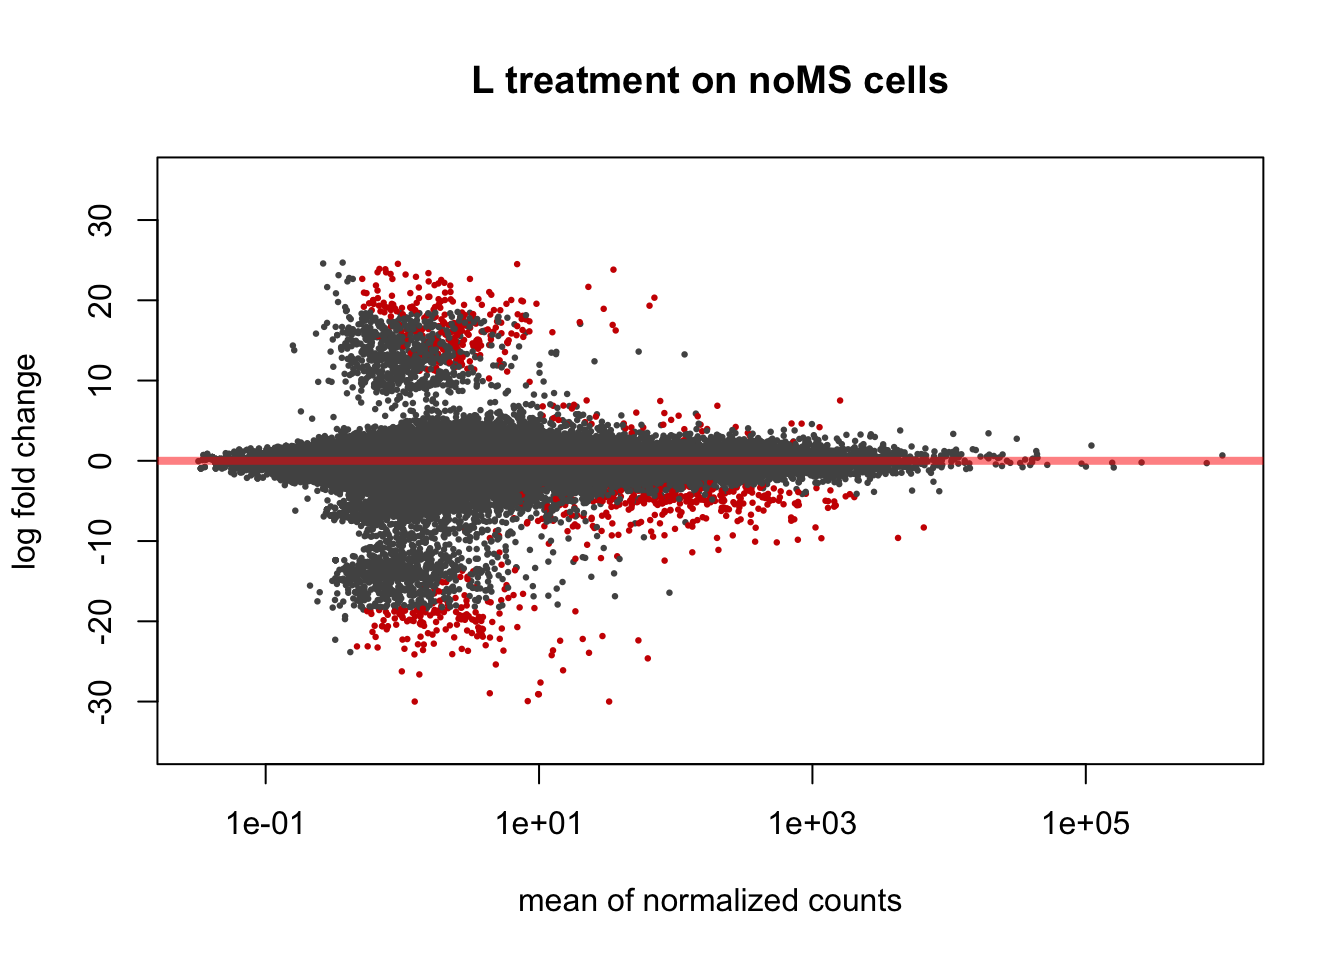 L treatment on noMS cells
log fold change
30
20
10
0
-10
-20
-30
1e-01
1e+01
1e+03
1e+05
mean of normalized counts